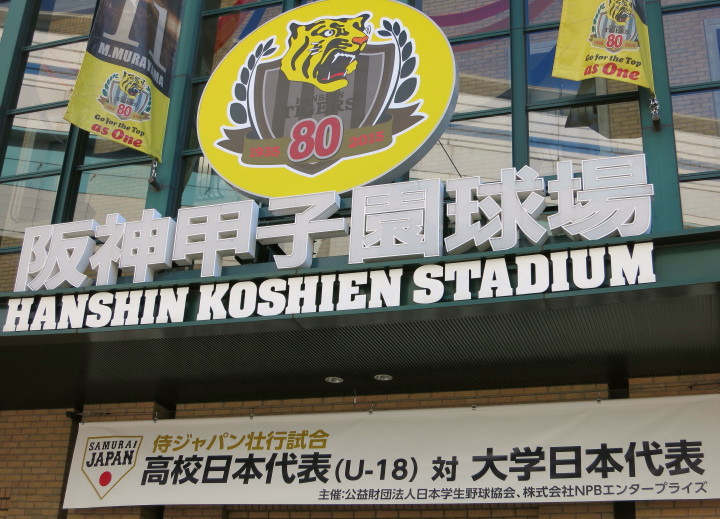 M.MURAYAMA
80
Go for the Top
as One
TIGERS
1935 80 2015
80
Go for the Top
as One
阪神甲子園球場
HANSHIN KOSHIEN STADIUM
SAMURAI
JAPAN
侍ジャパン壮行試合
高校日本代表(U-18) 対 大学日本代表
主催:公益財団法人日本学生野球協会、株式会社NPBエンタープライズ